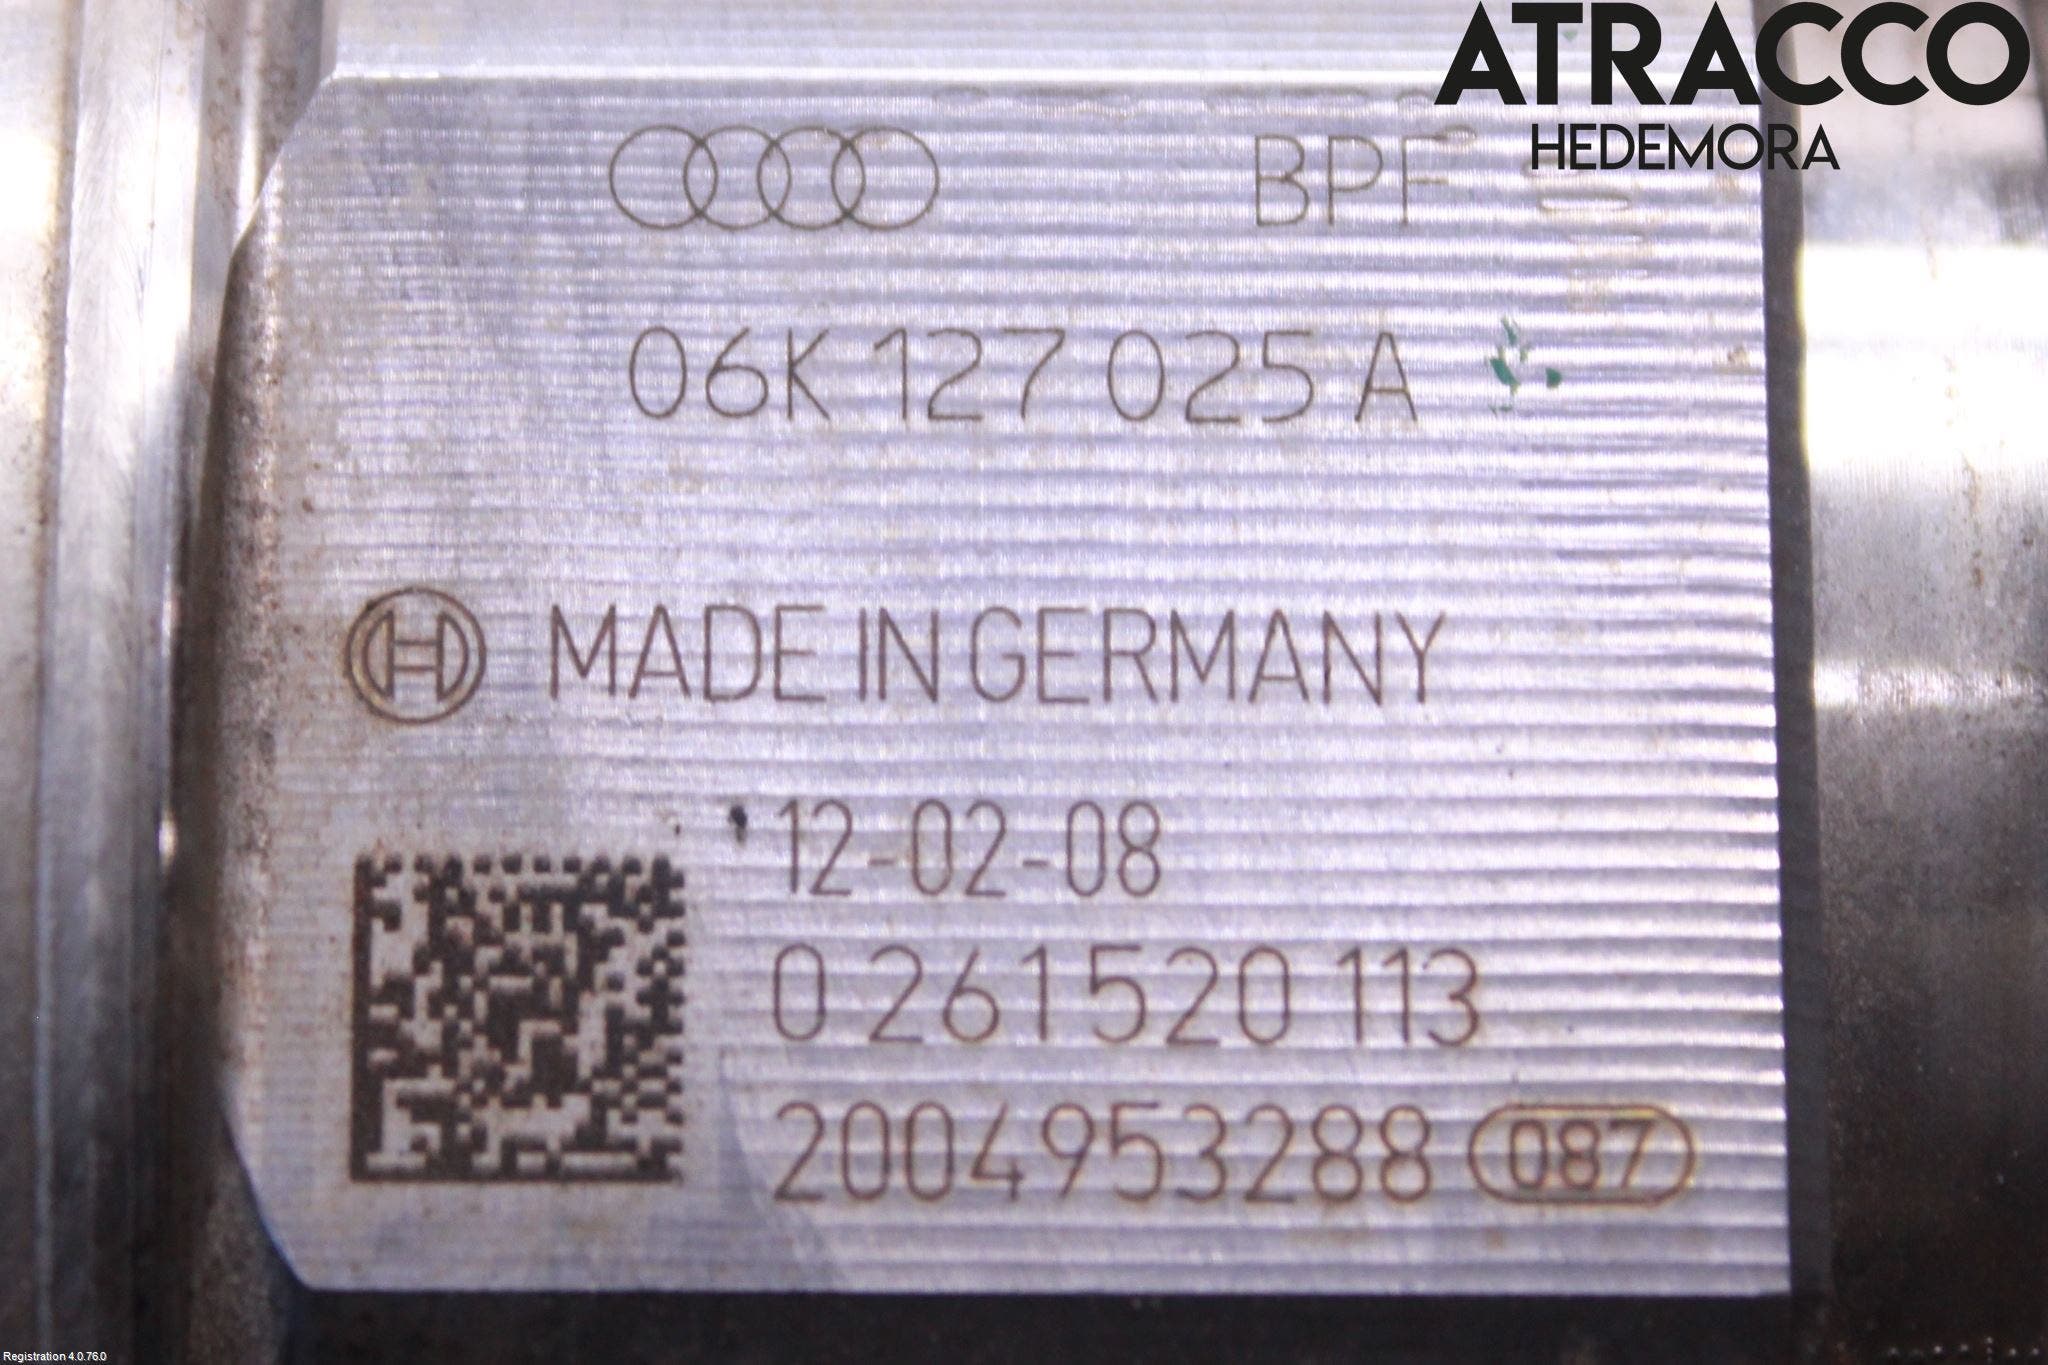 ATRACCO
HEDEMORA
BPF
06K 127 025 A
MADE IN GERMANY
12-02-08
0 261 520 113
2004953288 087
Registration 4.0.76.0